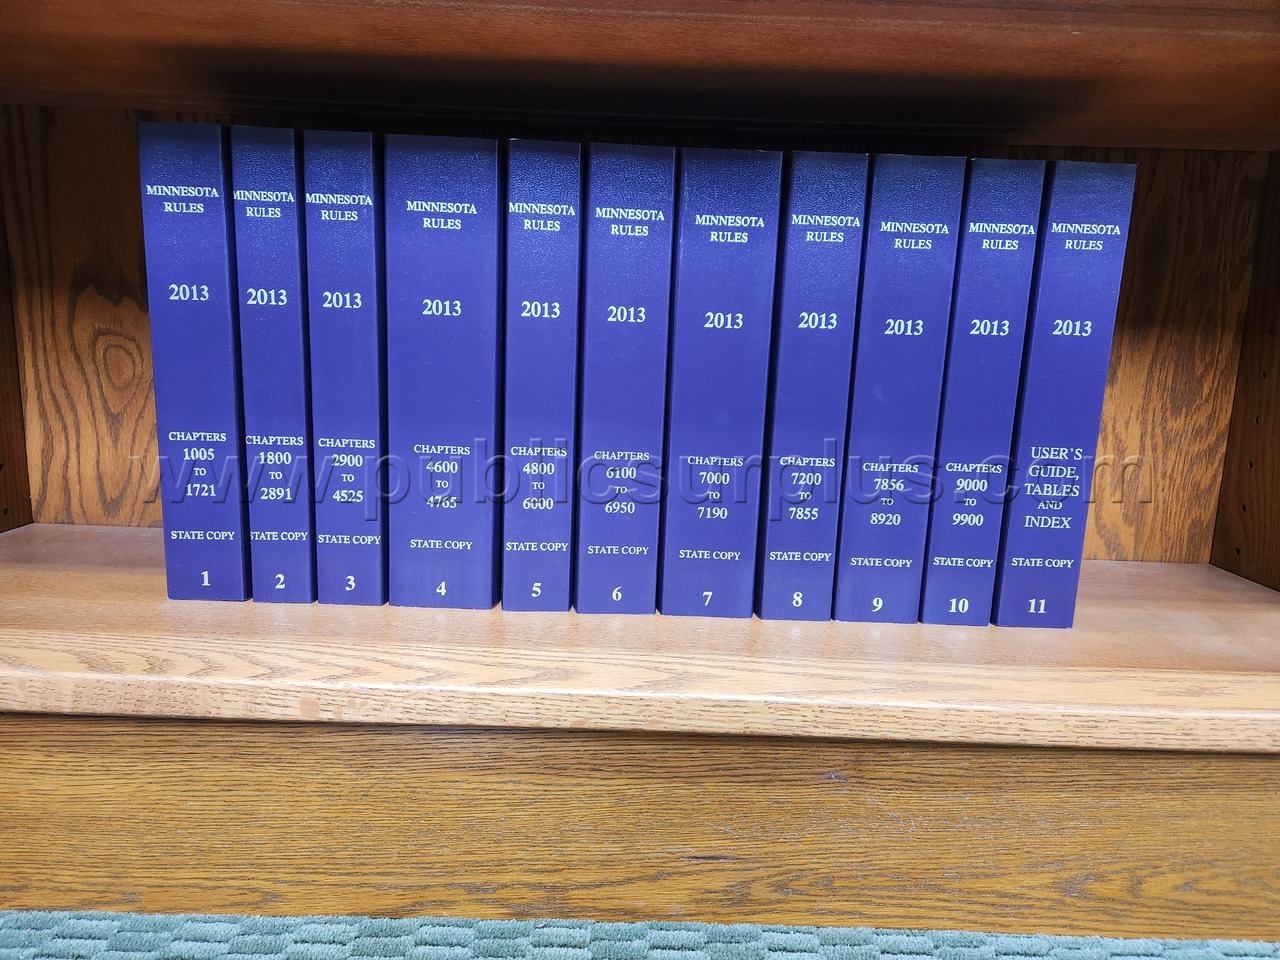 MINNESOTA
RULES
2013
CHAPTERS
1005
TO
1721
STATE COPY
1
MINNESOTA
RULES
2013
CHAPTERS
1800
TO
2891
STATE COPY
2
MINNESOTA
RULES
2013
CHAPTERS
2900
TO
4525
STATE COPY
3
MINNESOTA
RULES
2013
CHAPTERS
4600
TO
4765
STATE COPY
4
MINNESOTA
RULES
2013
CHAPTERS
4800
TO
6000
STATE COPY
5
MINNESOTA
RULES
2013
CHAPTERS
6100
TO
6950
STATE COPY
6
MINNESOTA
RULES
2013
CHAPTERS
7000
TO
7190
STATE COPY
7
MINNESOTA
RULES
2013
CHAPTERS
7200
TO
7855
STATE COPY
8
MINNESOTA
RULES
2013
CHAPTERS
7856
TO
8920
STATE COPY
9
MINNESOTA
RULES
2013
CHAPTERS
9000
TO
9900
STATE COPY
10
MINNESOTA
RULES
2013
USER'S
GUIDE,
TABLES
AND
INDEX
STATE COPY
11
www.publicsurplus.com